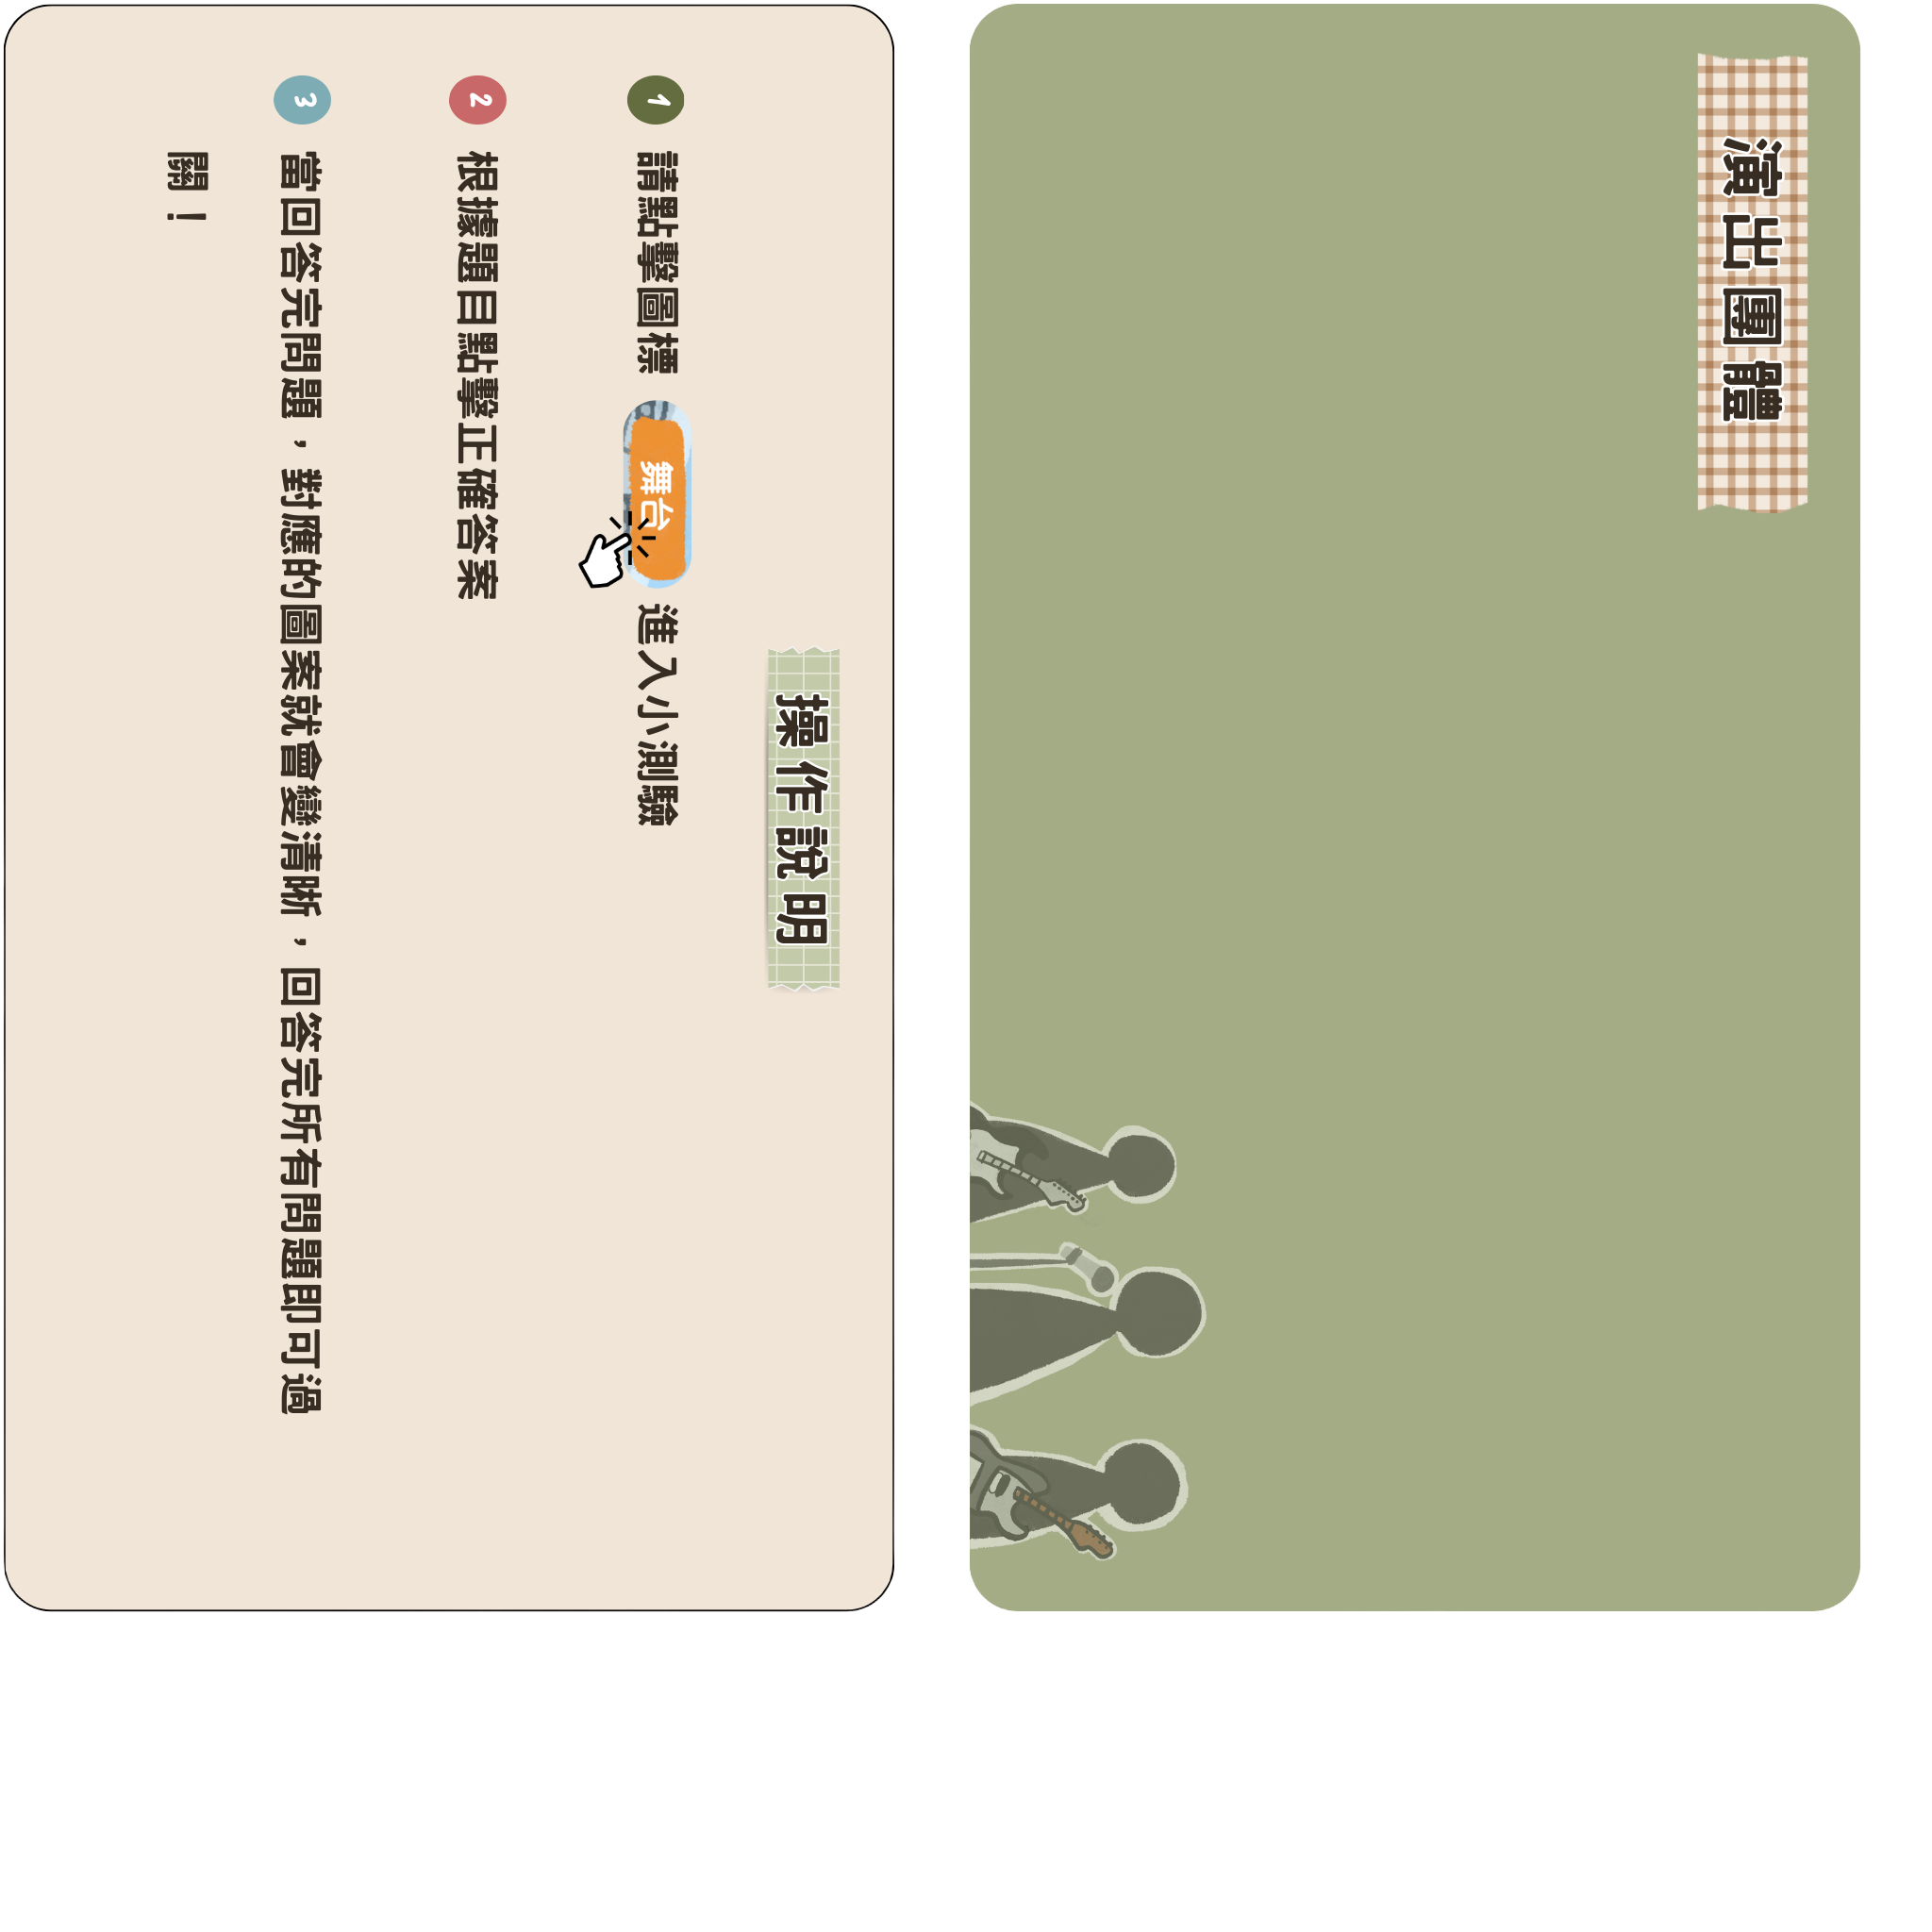 演出團體
操作說明
1 請點擊圖標 舞台 進入小測驗
2 根據題目點擊正確答案
3 當回答完問題，對應的圖案就會變清晰，回答完所有問題即可過
關！